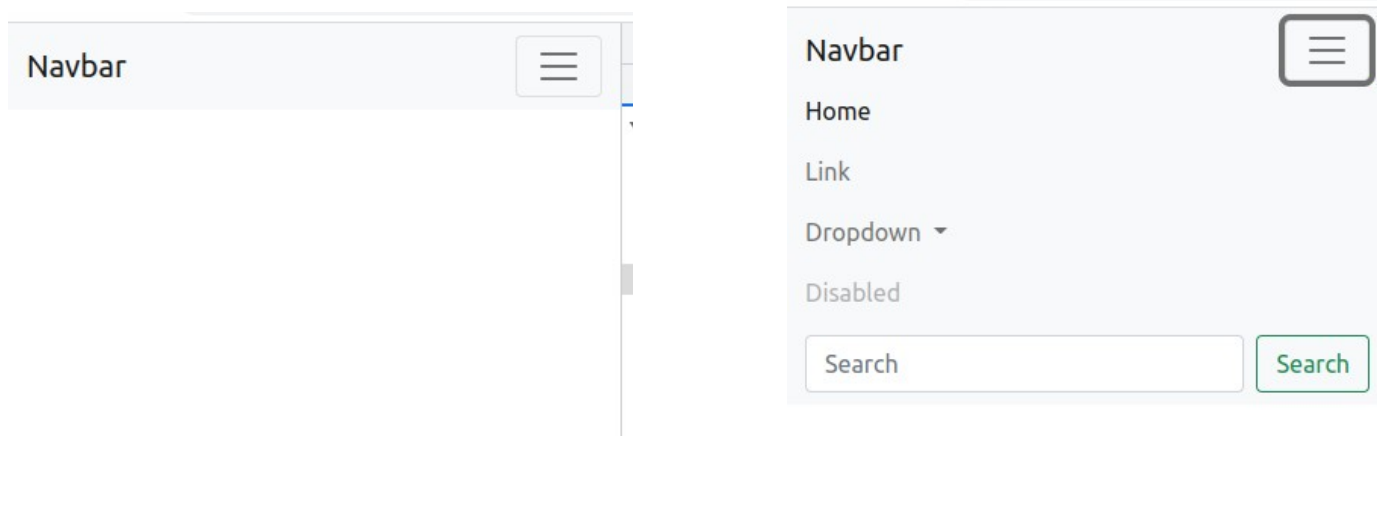 Navbar
Navbar
Home
Link
Dropdown
Disabled
Search Search